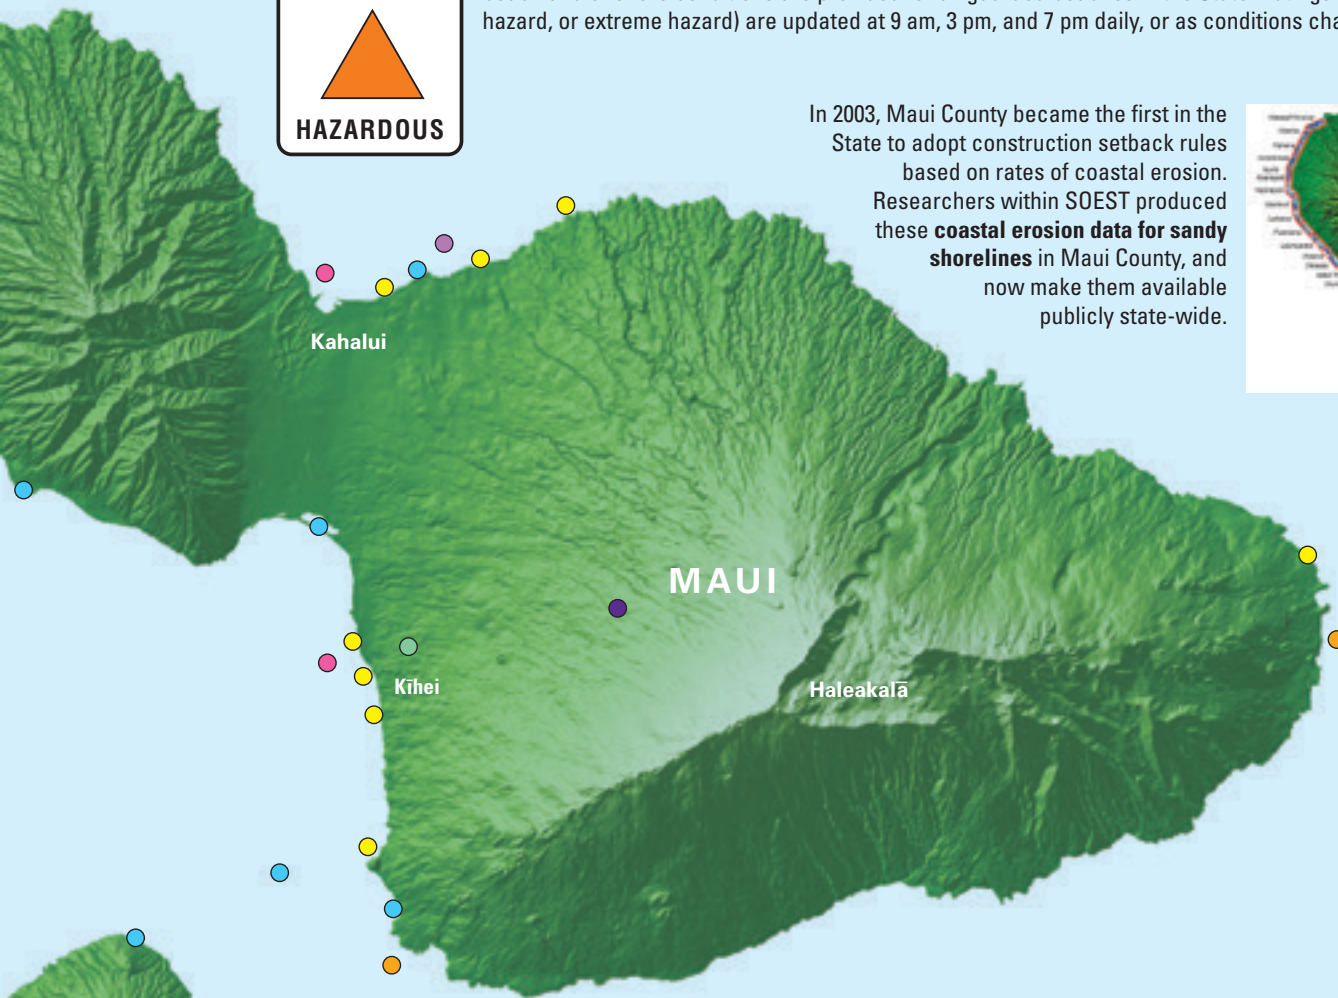 hazard, or extreme hazard) are updated at 9 am, 3 pm, and 7 pm daily, or as conditions cha
HAZARDOUS
In 2003, Maui County became the first in the
State to adopt construction setback rules
based on rates of coastal erosion.
Researchers within SOEST produced
these coastal erosion data for sandy
shorelines in Maui County, and
now make them available
publicly state-wide.
Kahalui
MAUI
Kīhei
Haleakalā